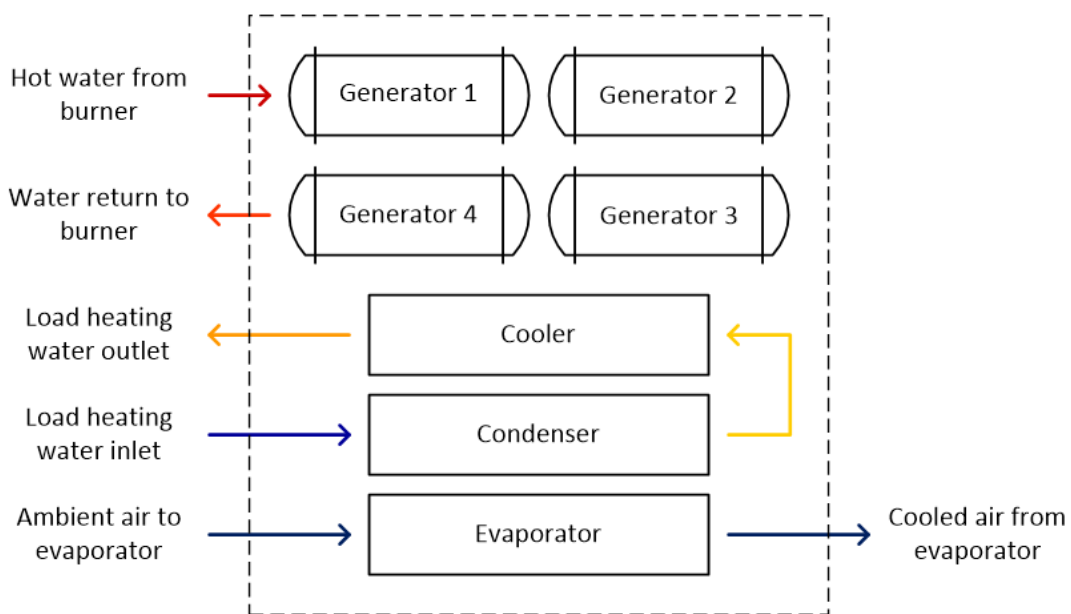 Hot water from
burner
Generator 1
Generator 2
Water return to
burner
Generator 4
Generator 3
Load heating
water outlet
Cooler
Load heating
water inlet
Condenser
Ambient air to
evaporator
Evaporator
Cooled air from
evaporator